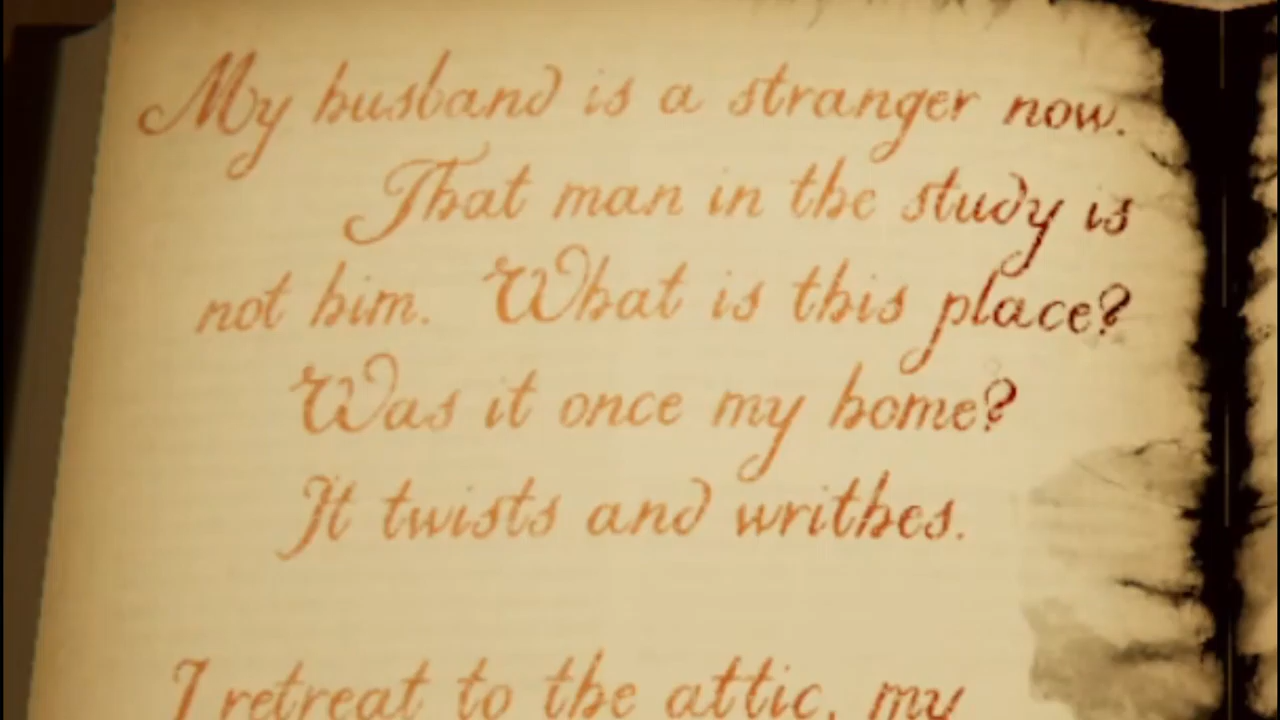 My husband is a stranger now.
That man in the study is
not him. What is this place?
Was it once my home?
It twists and writhes.
I retreat to the attic, my